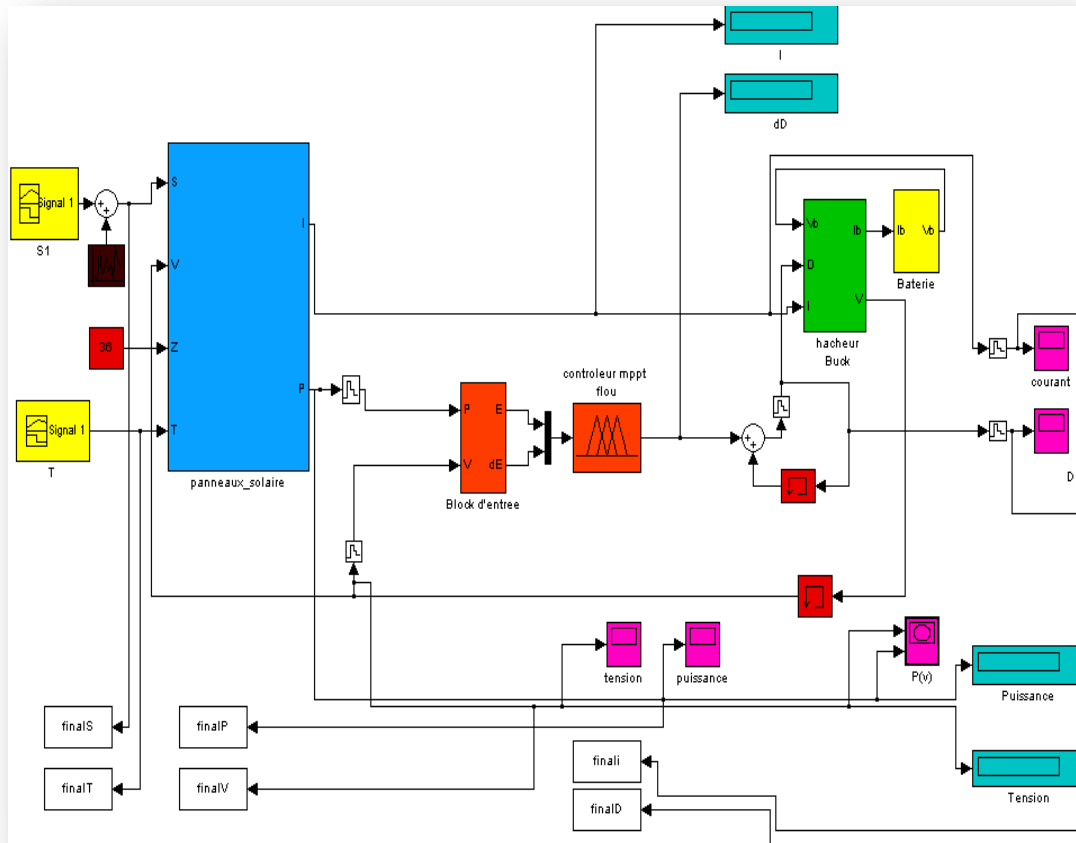 I
dD
Signal 1
S1
S
V
36
Z
Signal 1
T
T
I
P
panneaux_solaire
P
V
E
dE
Block d'entree
controleur mppt
flou
Vb
D
I
Ib
V
hacheur
Buck
Ib
Vb
Baterie
courant
D
tension
puissance
P(v)
Puissance
Tension
finalS
finalP
finalT
finalV
finali
finalD